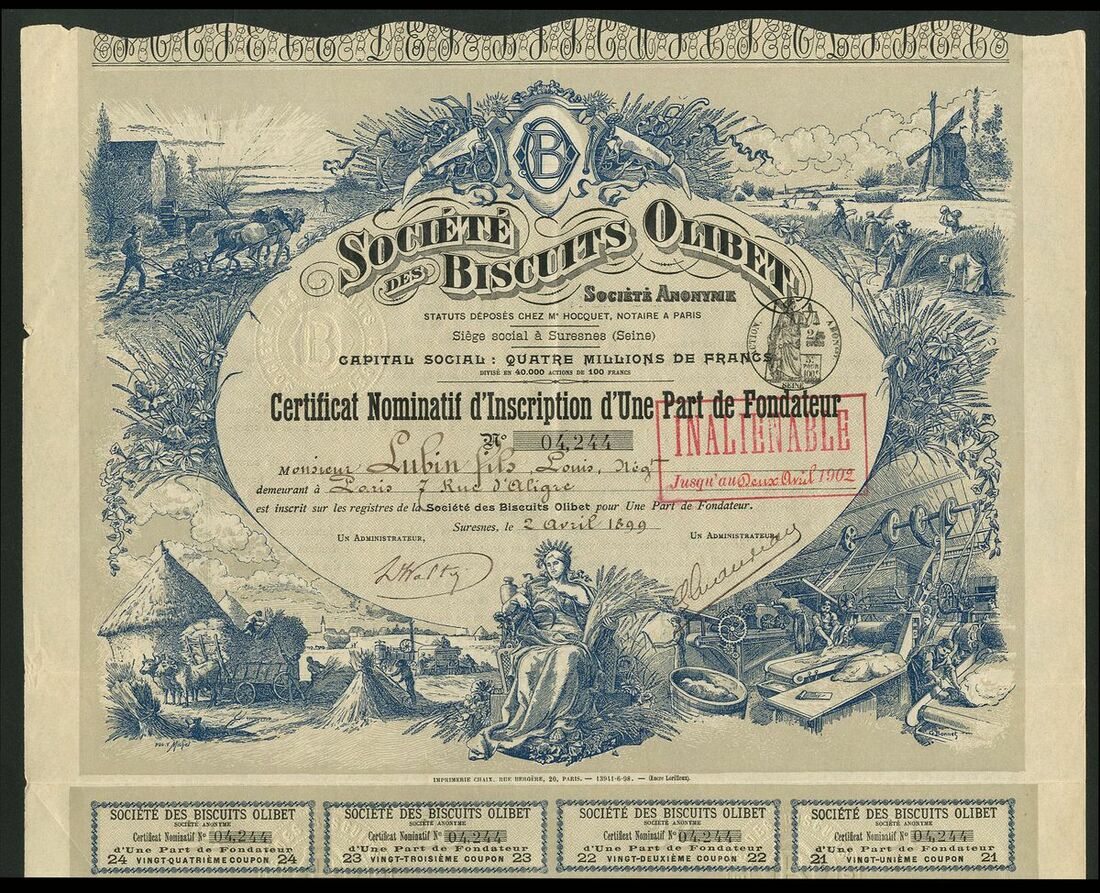 B
SOCIÉTÉ
DES BISCUITS OLIBET
SOCIÉTÉ ANONYME
STATUTS DÉPOSÉS CHEZ Me HOCQUET, NOTAIRE A PARIS
Siège social à Suresnes (Seine)
CAPITAL SOCIAL : QUATRE MILLIONS DE FRANCS
DIVISÉ EN 40.000 ACTIONS DE 100 FRANCS
SEINE
Certificat Nominatif d'Inscription d'Une Part de Fondateur
No 04,244
INALIENABLE
Jusqu'au Deux Avril 1902
Monsieur Lubin fils, Louis, Négt
demeurant à Paris 7 Rue d'Aligre
est inscrit sur les registres de la Société des Biscuits Olibet pour Une Part de Fondateur.
Suresnes, le 2 avril 1899
UN ADMINISTRATEUR, UN ADMINISTRATEUR,
G. Bonnet
IMPRIMERIE CHAIX, RUE BERGÈRE, 20, PARIS. — 13911-6-98. — (Encre Lorilleux).
SOCIÉTÉ DES BISCUITS OLIBET
SOCIÉTÉ ANONYME
Certificat Nominatif No 04,244
d'Une Part de Fondateur
24 VINGT-QUATRIÈME COUPON 24
SOCIÉTÉ DES BISCUITS OLIBET
SOCIÉTÉ ANONYME
Certificat Nominatif No 04,244
d'Une Part de Fondateur
23 VINGT-TROISIÈME COUPON 23
SOCIÉTÉ DES BISCUITS OLIBET
SOCIÉTÉ ANONYME
Certificat Nominatif No 04,244
d'Une Part de Fondateur
22 VINGT-DEUXIÈME COUPON 22
SOCIÉTÉ DES BISCUITS OLIBET
SOCIÉTÉ ANONYME
Certificat Nominatif No 04,244
d'Une Part de Fondateur
21 VINGT-UNIÈME COUPON 21